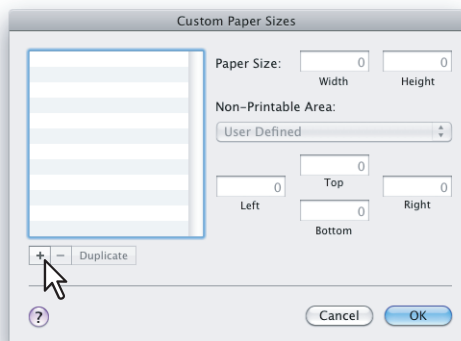 Custom Paper Sizes
Paper Size:
0
0
Width
Height
Non-Printable Area:
User Defined
0
Top
0
0
Left
Right
0
Bottom
+ − Duplicate
?
Cancel
OK